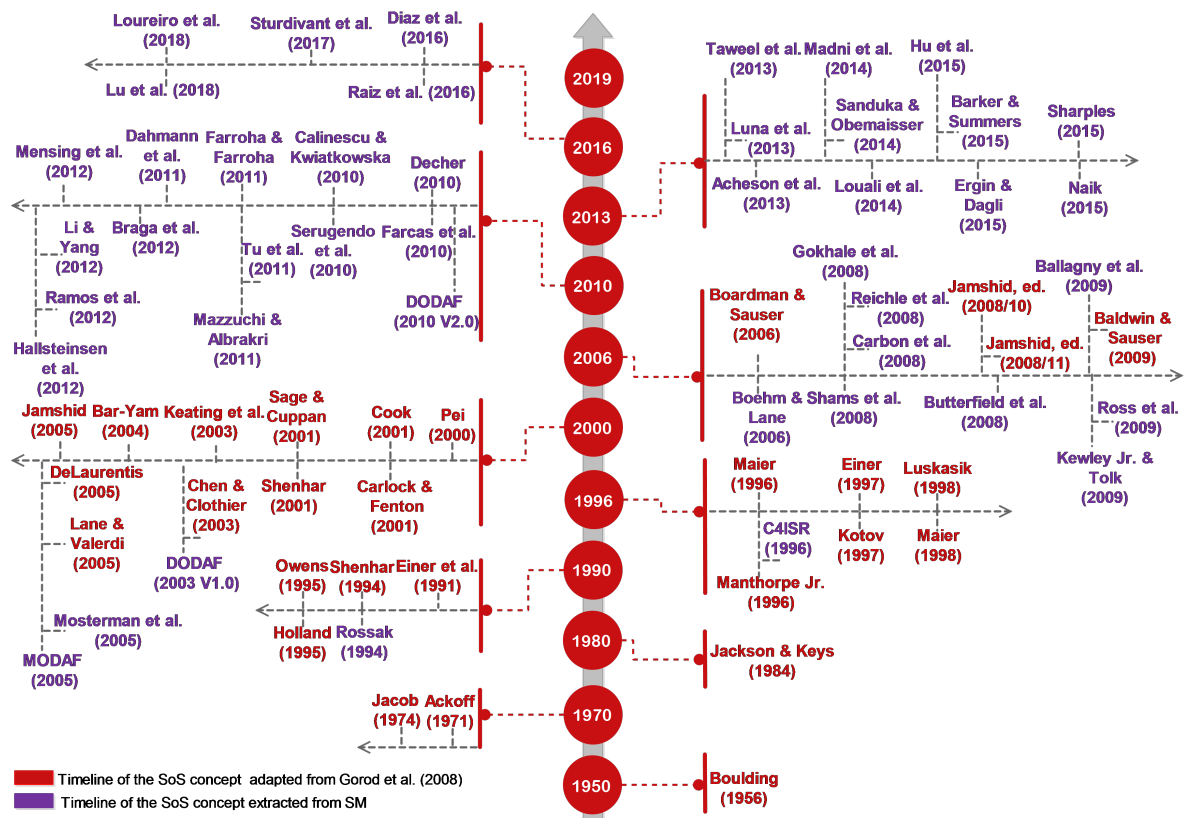 Loureiro et al.
(2018)
Sturdivant et al.
(2017)
Diaz et al.
(2016)
Lu et al. (2018)
Raiz et al. (2016)
2019
Taweel et al.
(2013)
Madni et al.
(2014)
Hu et al.
(2015)
Luna et al.
(2013)
Sanduka &
Obemaisser
(2014)
Barker &
Summers
(2015)
Sharples
(2015)
Acheson et al.
(2013)
Louali et al.
(2014)
Ergin &
Dagli
(2015)
Naik
(2015)
2016
Mensing et al.
(2012)
Dahmann
et al.
(2011)
Farroha &
Farroha
(2011)
Calinescu &
Kwiatkowska
(2010)
Decher
(2010)
Li &
Yang
(2012)
Braga et al.
(2012)
Tu et al.
(2011)
Serugendo
et al.
(2010)
Farcas et al.
(2010)
Ramos et al.
(2012)
Mazzuchi &
Albrakri
(2011)
DODAF
(2010 V2.0)
Hallsteinsen
et al.
(2012)
2013
2010
Boardman &
Sauser
(2006)
Gokhale et al.
(2008)
Reichle et al.
(2008)
Carbon et al.
(2008)
Jamshid, ed.
(2008/10)
Jamshid, ed.
(2008/11)
Ballagny et al.
(2009)
Baldwin &
Sauser
(2009)
Boehm &
Lane
(2006)
Shams et al.
(2008)
Butterfield et al.
(2008)
Ross et al.
(2009)
Kewley Jr. &
Tolk
(2009)
2006
Jamshid
(2005)
Bar-Yam
(2004)
Keating et al.
(2003)
Sage &
Cuppan
(2001)
Cook
(2001)
Pei
(2000)
DeLaurentis
(2005)
Chen &
Clothier
(2003)
Shenhar
(2001)
Carlock &
Fenton
(2001)
Lane &
Valerdi
(2005)
DODAF
(2003 V1.0)
Mosterman et al.
(2005)
MODAF
(2005)
2000
Maier
(1996)
Einer
(1997)
Luskasik
(1998)
C4ISR
(1996)
Kotov
(1997)
Maier
(1998)
Manthorpe Jr.
(1996)
1996
Owens
(1995)
Shenhar
(1994)
Einer et al.
(1991)
Holland
(1995)
Rossak
(1994)
1990
1980
Jackson & Keys
(1984)
Jacob
(1974)
Ackoff
(1971)
1970
1950
Boulding
(1956)
Timeline of the SoS concept adapted from Gorod et al. (2008)
Timeline of the SoS concept extracted from SM